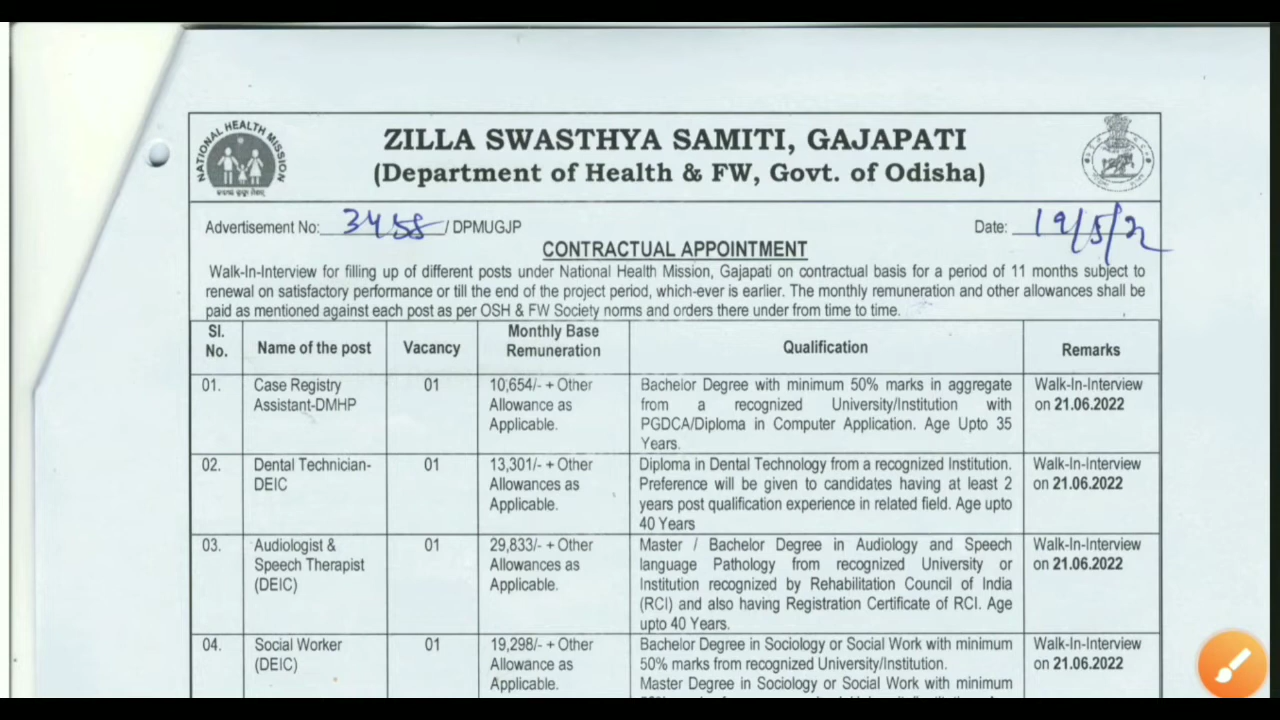 NATIONAL HEALTH MISSION
ZILLA SWASTHYA SAMITI, GAJAPATI
(Department of Health & FW, Govt. of Odisha)
Advertisement No: 3458 / DPMUGJP
Date: 19/5/22
CONTRACTUAL APPOINTMENT
Walk-In-Interview for filling up of different posts under National Health Mission, Gajapati on contractual basis for a period of 11 months subject to
renewal on satisfactory performance or till the end of the project period, which-ever is earlier. The monthly remuneration and other allowances shall be
paid as mentioned against each post as per OSH & FW Society norms and orders there under from time to time.
Sl. No. Name of the post Vacancy Monthly Base Remuneration Qualification Remarks
01. Case Registry Assistant-DMHP 01 10,654/- + Other Allowance as Applicable. Bachelor Degree with minimum 50% marks in aggregate from a recognized University/Institution with PGDCA/Diploma in Computer Application. Age Upto 35 Years. Walk-In-Interview on 21.06.2022
02. Dental Technician-DEIC 01 13,301/- + Other Allowances as Applicable. Diploma in Dental Technology from a recognized Institution. Preference will be given to candidates having at least 2 years post qualification experience in related field. Age upto 40 Years Walk-In-Interview on 21.06.2022
03. Audiologist & Speech Therapist (DEIC) 01 29,833/- + Other Allowances as Applicable. Master / Bachelor Degree in Audiology and Speech language Pathology from recognized University or Institution recognized by Rehabilitation Council of India (RCI) and also having Registration Certificate of RCI. Age upto 40 Years. Walk-In-Interview on 21.06.2022
04. Social Worker (DEIC) 01 19,298/- + Other Allowance as Applicable. Bachelor Degree in Sociology or Social Work with minimum 50% marks from recognized University/Institution. Master Degree in Sociology or Social Work with minimum Walk-In-Interview on 21.06.2022